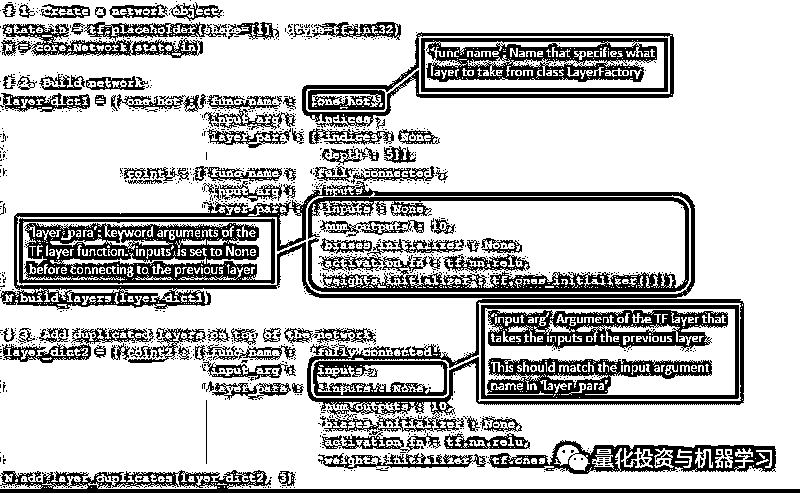 # 1. Create a network object
state_in = tf.placeholder(shape=[1], dtype=tf.int32)
N = core.Network(state_in)
'func_name': Name that specifies what
layer to take from class LayerFactory
# 2. Build network
layer_dict1 = [{'one_hot': {'func_name': 'one_hot',
'input_arg': 'indices',
'layer_para': {'indices': None,
'depth': 5}},
'coint1': {'func_name': 'fully_connected',
'input_arg': 'inputs',
'layer_para': {'inputs': None,
'num_outputs': 10,
'biases_initializer': None,
'activation_fn': tf.nn.relu,
'weights_initializer': tf.ones_initializer()}}}
'layer_para': keyword arguments of the
TF layer function. 'inputs' is set to None
before connecting to the previous layer
N.build_layers(layer_dict1)
'input arg': Argument of the TF layer that
takes the inputs of the previous layer.
This should match the input argument
name in 'layer_para'
# 3. Add duplicated layers on top of the network
layer_dict2 = {'coint2': {'func_name': 'fully_connected',
'input_arg': 'inputs',
'layer_para': {'inputs': None,
'num_outputs': 10,
'biases_initializer': None,
'activation_fn': tf.nn.relu,
'weights_initializer': tf.ones
N.add_layer_duplicates(layer_dict2, 3)
量化投资与机器学习